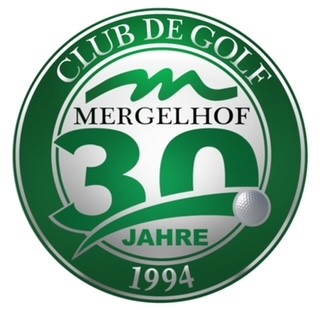 CLUB DE GOLF
MERGELHOF
30
JAHRE
1994